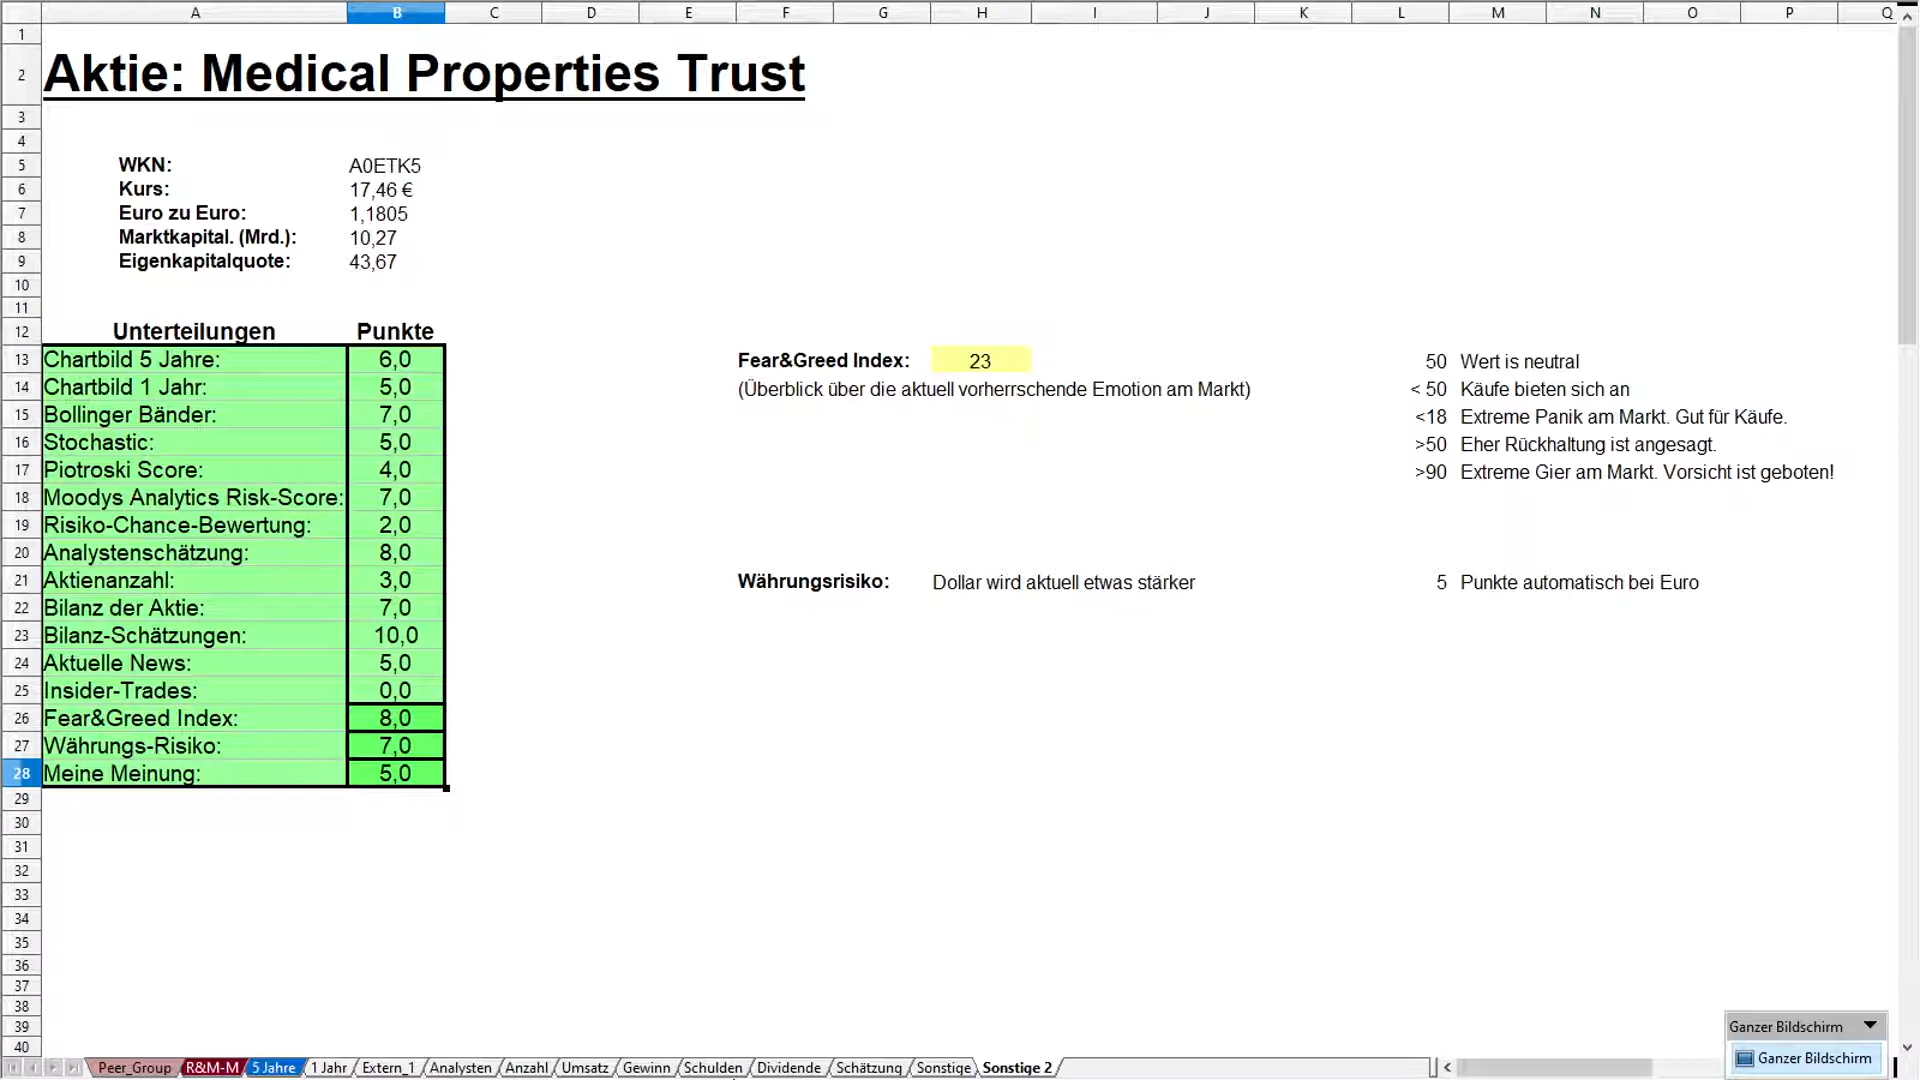 A B C D E F G H I J K L M N O P Q
1
2 Aktie: Medical Properties Trust
3
4
5 WKN: A0ETK5
6 Kurs: 17,46 €
7 Euro zu Euro: 1,1805
8 Marktkapital. (Mrd.): 10,27
9 Eigenkapitalquote: 43,67
10
11
12 Unterteilungen Punkte
13 Chartbild 5 Jahre: 6,0 Fear&Greed Index: 23 50 Wert is neutral
14 Chartbild 1 Jahr: 5,0 (Überblick über die aktuell vorherrschende Emotion am Markt) < 50 Käufe bieten sich an
15 Bollinger Bänder: 7,0 <18 Extreme Panik am Markt. Gut für Käufe.
16 Stochastic: 5,0 >50 Eher Rückhaltung ist angesagt.
17 Piotroski Score: 4,0 >90 Extreme Gier am Markt. Vorsicht ist geboten!
18 Moodys Analytics Risk-Score: 7,0
19 Risiko-Chance-Bewertung: 2,0
20 Analystenschätzung: 8,0
21 Aktienanzahl: 3,0 Währungsrisiko: Dollar wird aktuell etwas stärker 5 Punkte automatisch bei Euro
22 Bilanz der Aktie: 7,0
23 Bilanz-Schätzungen: 10,0
24 Aktuelle News: 5,0
25 Insider-Trades: 0,0
26 Fear&Greed Index: 8,0
27 Währungs-Risiko: 7,0
28 Meine Meinung: 5,0
29
30
31
32
33
34
35
36
37
38
39 Ganzer Bildschirm
40
Ganzer Bildschirm
Peer_Group R&M-M 5 Jahre 1 Jahr Extern_1 Analysten Anzahl Umsatz Gewinn Schulden Dividende Schätzung Sonstige Sonstige 2